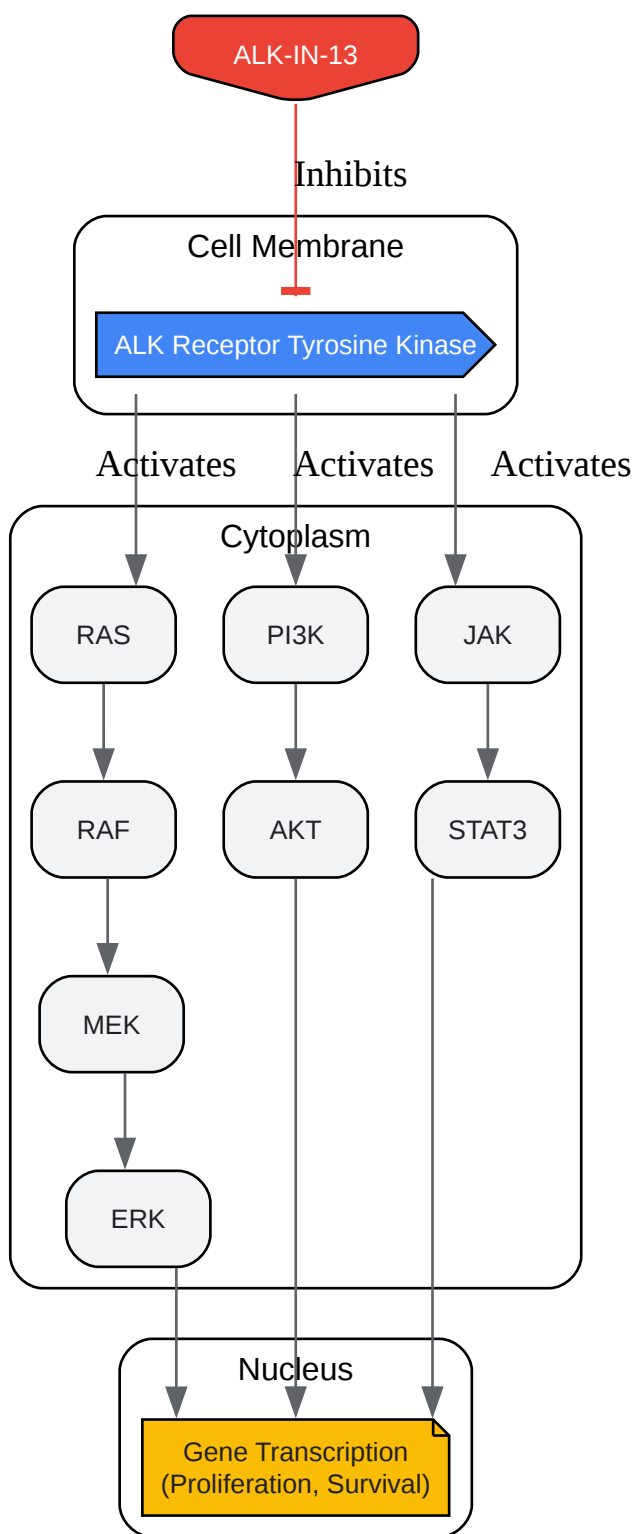 ALK-IN-13
Inhibits
Cell Membrane
ALK Receptor Tyrosine Kinase
Activates
Activates
Activates
Cytoplasm
RAS
PI3K
JAK
RAF
AKT
STAT3
MEK
ERK
Nucleus
Gene Transcription
(Proliferation, Survival)